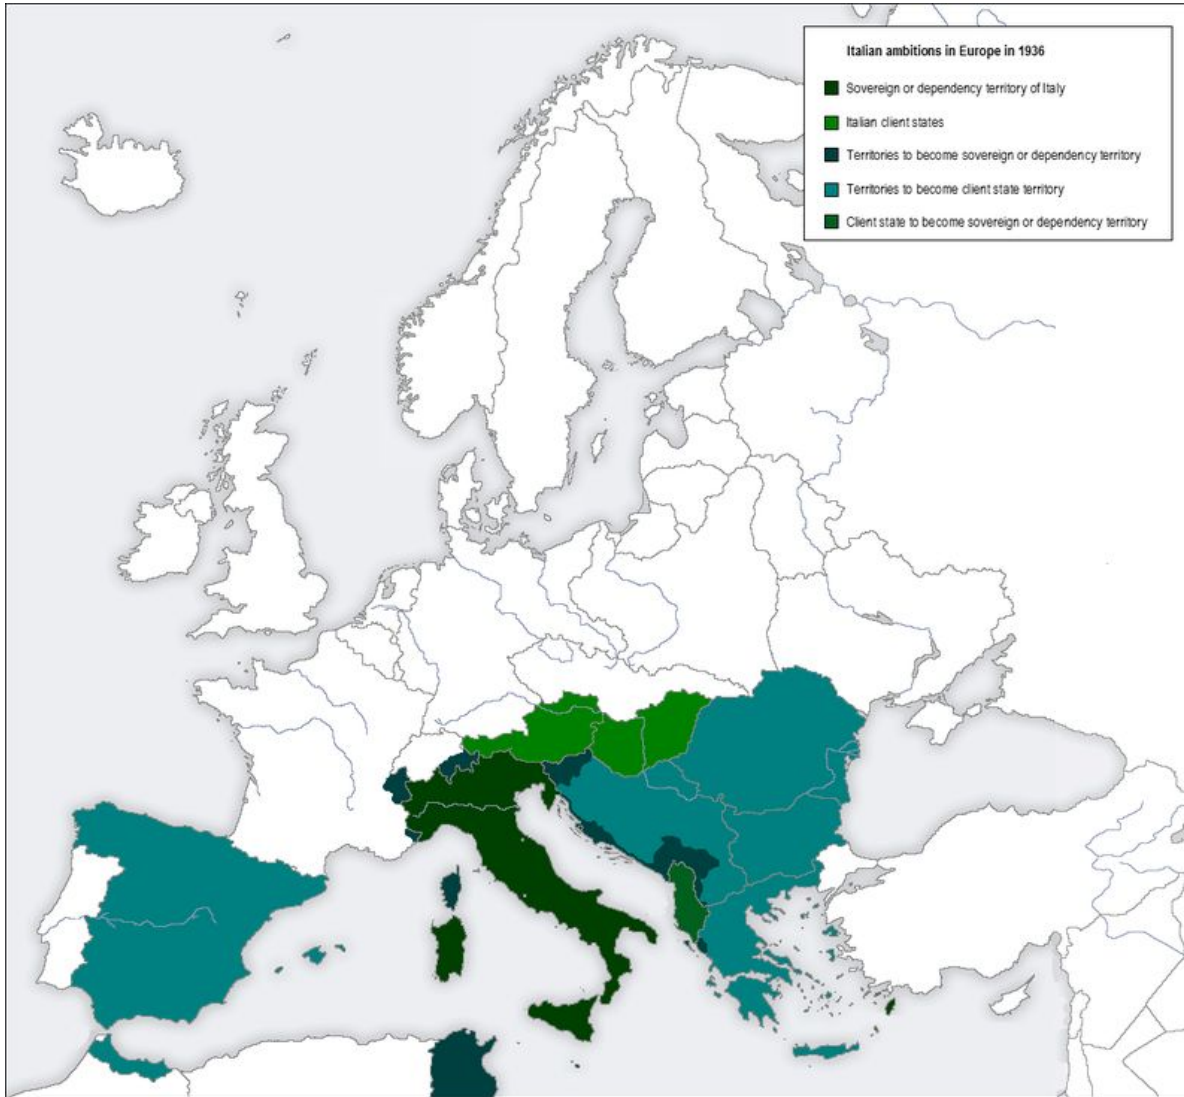 Italian ambitions in Europe in 1936
Sovereign or dependency territory of Italy
Italian client states
Territories to become sovereign or dependency territory
Territories to become client state territory
Client state to become sovereign or dependency territory